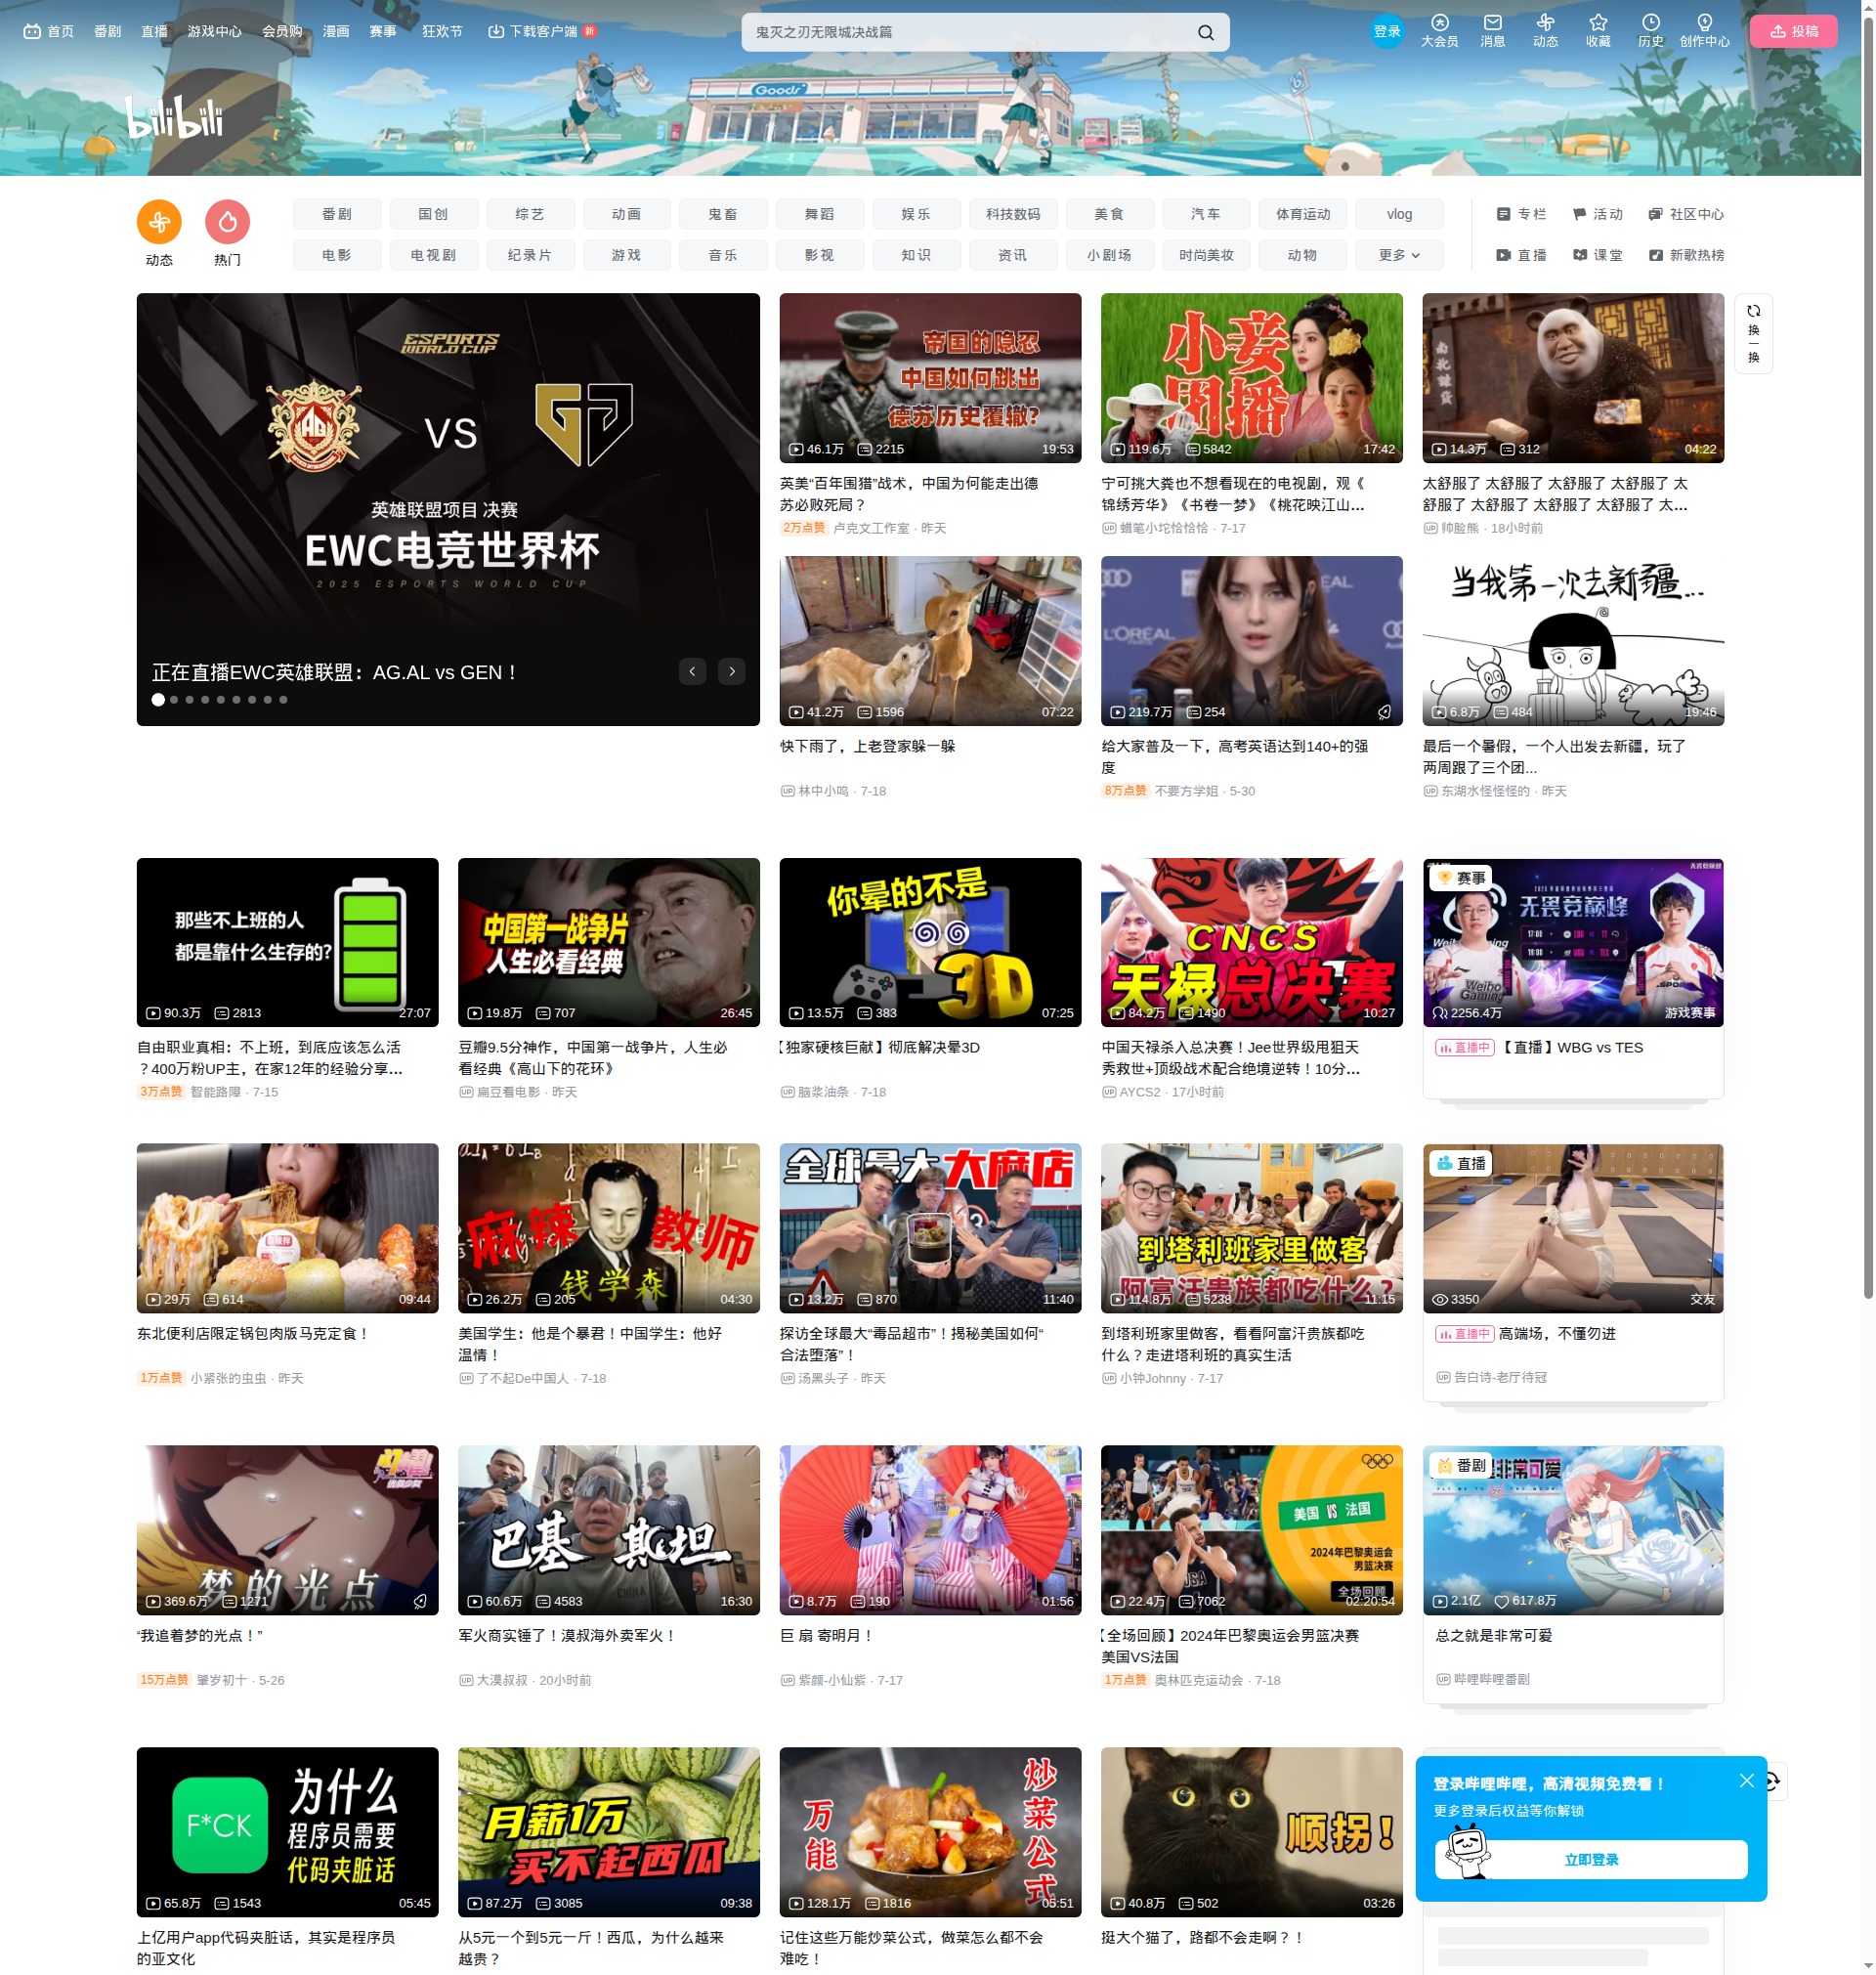 首页 番剧 直播 游戏中心 会员购 漫画 赛事 狂欢节 下载客户端 新
鬼灭之刃无限城决战篇
登录 大会员 消息 动态 收藏 历史 创作中心 投稿
bilibili
Goods
动态 热门
番剧 国创 综艺 动画 鬼畜 舞蹈 娱乐 科技数码 美食 汽车 体育运动 vlog
专栏 活动 社区中心
电影 电视剧 纪录片 游戏 音乐 影视 知识 资讯 小剧场 时尚美妆 动物 更多
直播 课堂 新歌热榜
ESPORTS
WORLD CUP
AG VS
英雄联盟项目 决赛
EWC电竞世界杯
2025 ESPORTS WORLD CUP
正在直播EWC英雄联盟：AG.AL vs GEN！
帝国的隐忍
中国如何跳出
德苏历史覆辙?
46.1万 2215 19:53
英美“百年围猎”战术，中国为何能走出德
苏必败死局？
2万点赞 卢克文工作室 · 昨天
小妾
困播
119.6万 5842 17:42
宁可挑大粪也不想看现在的电视剧，观《
锦绣芳华》《书卷一梦》《桃花映江山...
蜡笔小坨恰恰恰 · 7-17
14.3万 312 04:22
太舒服了 太舒服了 太舒服了 太舒服了 太
舒服了 太舒服了 太舒服了 太舒服了 太...
帅脸熊 · 18小时前
换一换
41.2万 1596 07:22
快下雨了，上老登家躲一躲
林中小鸣 · 7-18
L'ORÉAL
219.7万 254
给大家普及一下，高考英语达到140+的强
度
8万点赞 不要方学姐 · 5-30
当我第一次去新疆...
6.8万 484 19:46
最后一个暑假，一个人出发去新疆，玩了
两周跟了三个团...
东湖水怪怪怪的 · 昨天
那些不上班的人
都是靠什么生存的?
90.3万 2813 27:07
自由职业真相：不上班，到底应该怎么活
？400万粉UP主，在家12年的经验分享...
3万点赞 智能路障 · 7-15
中国第一战争片
人生必看经典
19.8万 707 26:45
豆瓣9.5分神作，中国第一战争片，人生必
看经典《高山下的花环》
扁豆看电影 · 昨天
你晕的不是
3D
13.5万 383 07:25
【独家硬核巨献】彻底解决晕3D
脑浆油条 · 7-18
CNCS
天禄总决赛
84.2万 1490 10:27
中国天禄杀入总决赛！Jee世界级甩狙天
秀救世+顶级战术配合绝境逆转！10分...
AYCS2 · 17小时前
赛事
无畏竞巅峰
17:00
Weibo
Gaming
2256.4万 游戏赛事
直播中 【直播】WBG vs TES
29万 614 09:44
东北便利店限定锅包肉版马克定食！
1万点赞 小紧张的虫虫 · 昨天
麻辣 教师
钱学森
26.2万 205 04:30
美国学生：他是个暴君！中国学生：他好
温情！
了不起De中国人 · 7-18
全球最大大麻店
13.2万 870 11:40
探访全球最大“毒品超市”！揭秘美国如何“
合法堕落”！
汤黑头子 · 昨天
到塔利班家里做客
阿富汗贵族都吃什么?
114.8万 5238 11:15
到塔利班家里做客，看看阿富汗贵族都吃
什么？走进塔利班的真实生活
小钟Johnny · 7-17
直播
3350 交友
直播中 高端场，不懂勿进
告白诗-老厅待冠
梦的光点
369.6万 1271
“我追着梦的光点！”
15万点赞 肇岁初十 · 5-26
巴基 斯坦
CHINA
60.6万 4583 16:30
军火商实锤了！漠叔海外卖军火！
大漠叔叔 · 20小时前
8.7万 190 01:56
巨 扇 寄明月！
紫颜-小仙紫 · 7-17
美国 VS 法国
2024年巴黎奥运会
男篮决赛
全场回顾
USA
22.4万 7062 02:20:54
【全场回顾】2024年巴黎奥运会男篮决赛
美国VS法国
1万点赞 奥林匹克运动会 · 7-18
番剧
非常可爱
FLY ME TO THE MOON
2.1亿 617.8万
总之就是非常可爱
哔哩哔哩番剧
F*CK
为什么
程序员需要
代码夹脏话
65.8万 1543 05:45
上亿用户app代码夹脏话，其实是程序员
的亚文化
月薪1万
买不起西瓜
87.2万 3085 09:38
从5元一个到5元一斤！西瓜，为什么越来
越贵？
万能
炒菜公式
128.1万 1816 05:51
记住这些万能炒菜公式，做菜怎么都不会
难吃！
顺拐！
40.8万 502 03:26
挺大个猫了，路都不会走啊？！
登录哔哩哔哩，高清视频免费看！
更多登录后权益等你解锁
立即登录